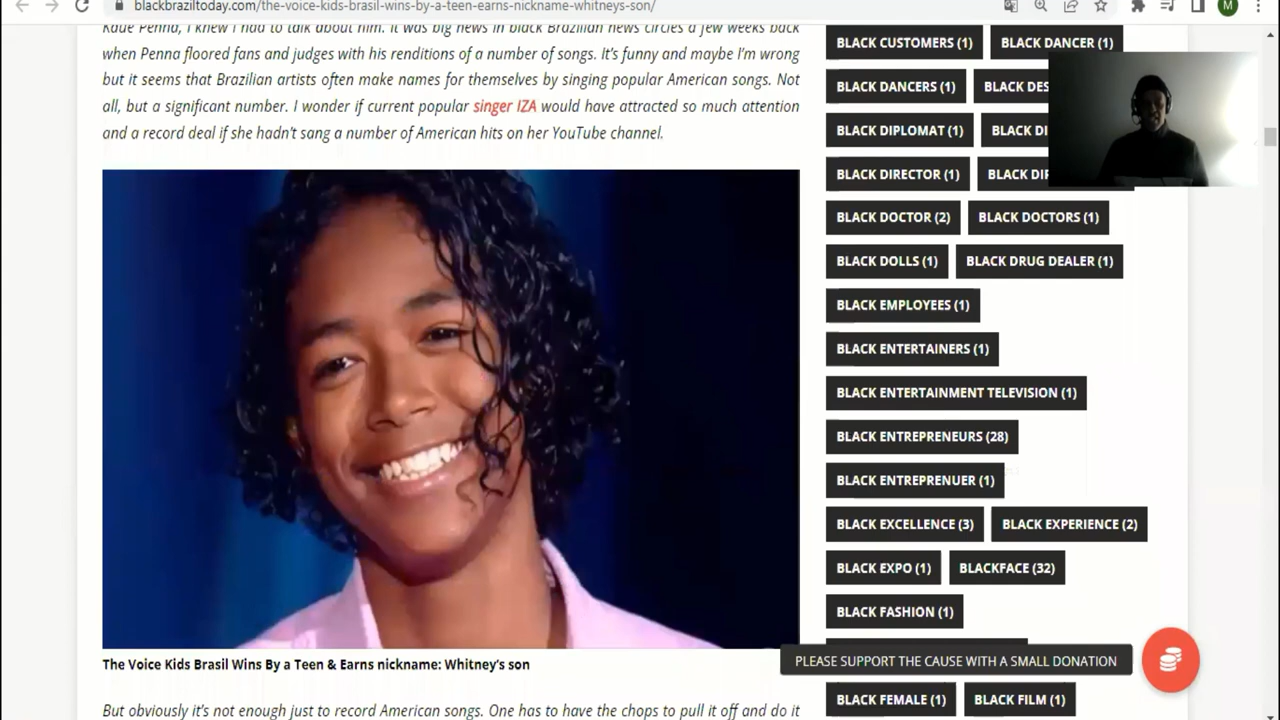 blackbraziltoday.com/the-voice-kids-brasil-wins-by-a-teen-earns-nickname-whitneys-son/
M
Kauê Penna, I knew I had to talk about him. It was big news in black Brazilian news circles a few weeks back
when Penna floored fans and judges with his renditions of a number of songs. It's funny and maybe I'm wrong
but it seems that Brazilian artists often make names for themselves by singing popular American songs. Not
all, but a significant number. I wonder if current popular singer IZA would have attracted so much attention
and a record deal if she hadn't sang a number of American hits on her YouTube channel.
The Voice Kids Brasil Wins By a Teen & Earns nickname: Whitney's son
But obviously it's not enough just to record American songs. One has to have the chops to pull it off and do it
BLACK CUSTOMERS (1) BLACK DANCER (1)
BLACK DANCERS (1) BLACK DES
BLACK DIPLOMAT (1) BLACK DI
BLACK DIRECTOR (1) BLACK DIR
BLACK DOCTOR (2) BLACK DOCTORS (1)
BLACK DOLLS (1) BLACK DRUG DEALER (1)
BLACK EMPLOYEES (1)
BLACK ENTERTAINERS (1)
BLACK ENTERTAINMENT TELEVISION (1)
BLACK ENTREPRENEURS (28)
BLACK ENTREPRENUER (1)
BLACK EXCELLENCE (3) BLACK EXPERIENCE (2)
BLACK EXPO (1) BLACKFACE (32)
BLACK FASHION (1)
PLEASE SUPPORT THE CAUSE WITH A SMALL DONATION
BLACK FEMALE (1) BLACK FILM (1)